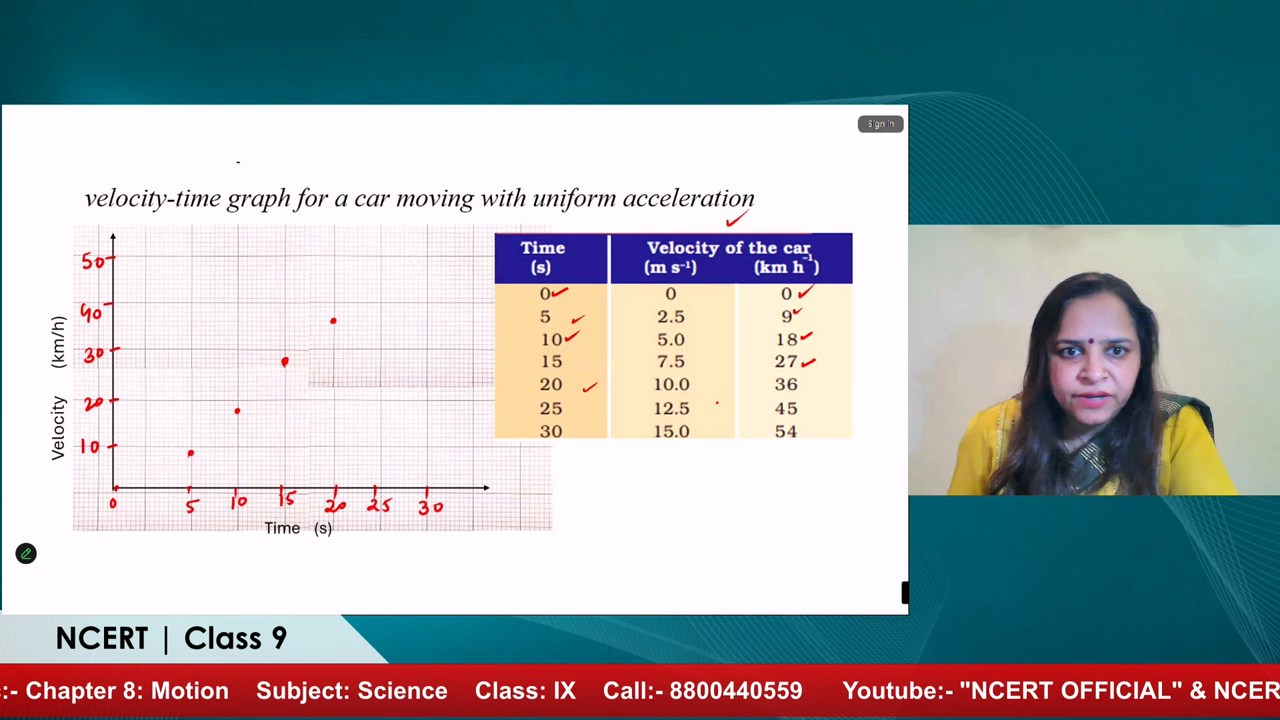 Sign in
velocity-time graph for a car moving with uniform acceleration
50
40
30
20
10
Velocity (km/h)
0 5 10 15 20 25 30
Time (s)
Time (s) Velocity of the car (m s⁻¹) (km h⁻¹)
0 0 0
5 2.5 9
10 5.0 18
15 7.5 27
20 10.0 36
25 12.5 45
30 15.0 54
NCERT | Class 9
:- Chapter 8: Motion Subject: Science Class: IX Call:- 8800440559 Youtube:- "NCERT OFFICIAL" & NCER